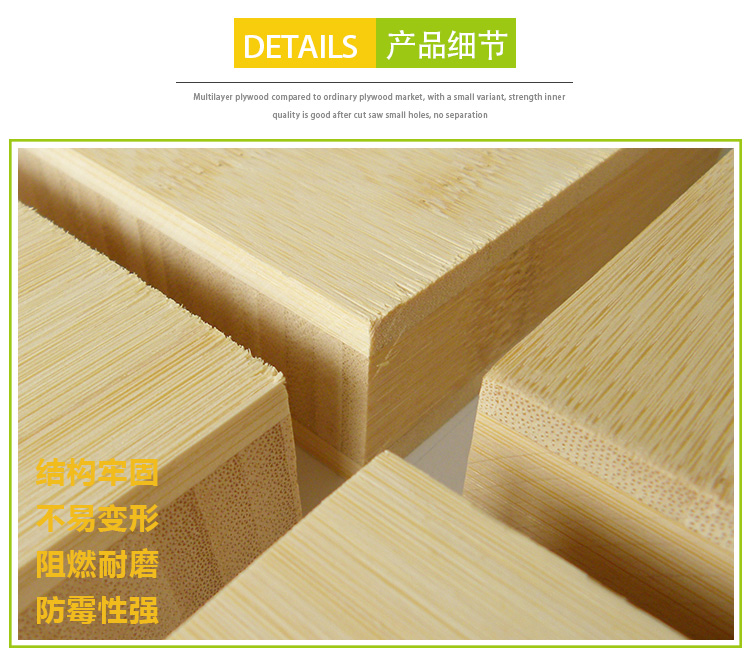 DETAILS 产品细节
Multilayer plywood compared to ordinary plywood market, with a small variant, strength inner
quality is good after cut saw small holes, no separation
结构牢固
不易变形
阻燃耐磨
防霉性强